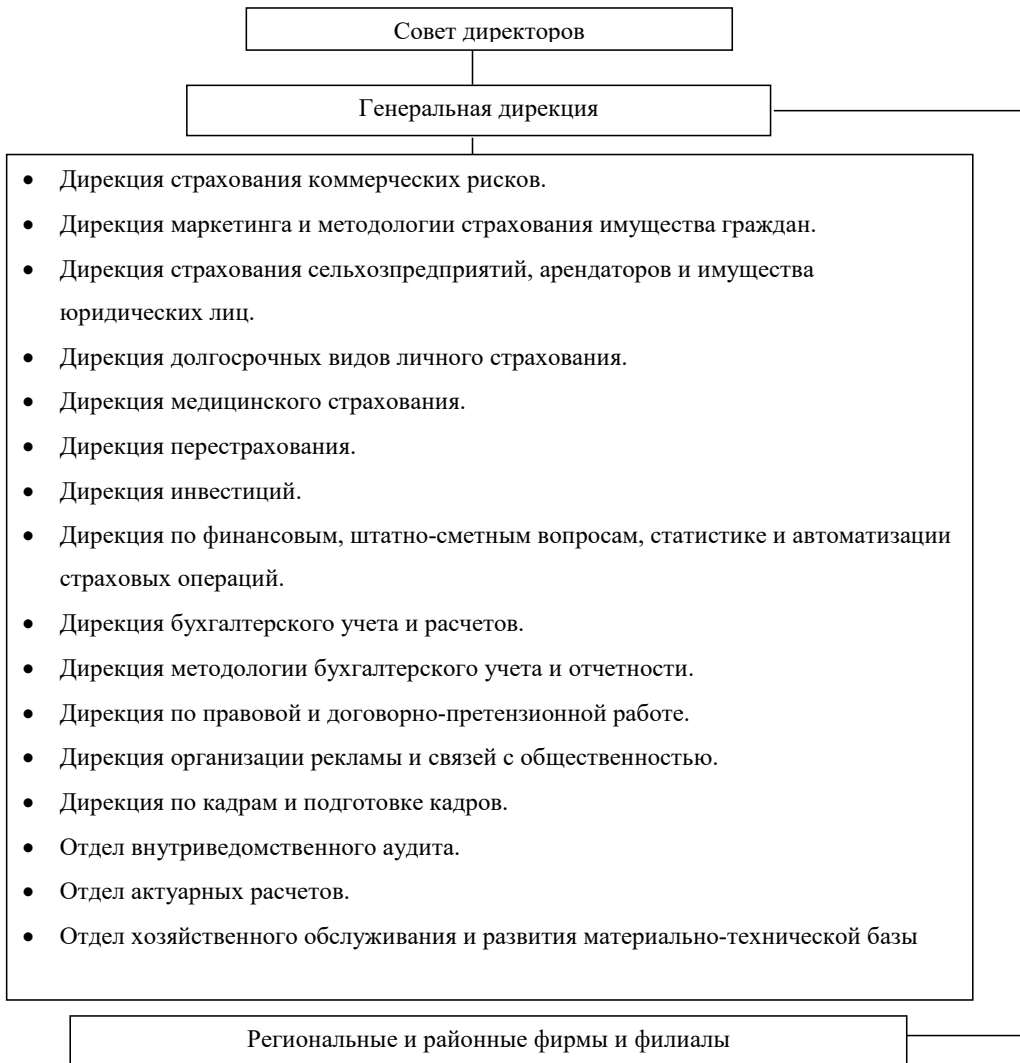 Совет директоров
Генеральная дирекция
• Дирекция страхования коммерческих рисков.
• Дирекция маркетинга и методологии страхования имущества граждан.
• Дирекция страхования сельхозпредприятий, арендаторов и имущества
юридических лиц.
• Дирекция долгосрочных видов личного страхования.
• Дирекция медицинского страхования.
• Дирекция перестрахования.
• Дирекция инвестиций.
• Дирекция по финансовым, штатно-сметным вопросам, статистике и автоматизации
страховых операций.
• Дирекция бухгалтерского учета и расчетов.
• Дирекция методологии бухгалтерского учета и отчетности.
• Дирекция по правовой и договорно-претензионной работе.
• Дирекция организации рекламы и связей с общественностью.
• Дирекция по кадрам и подготовке кадров.
• Отдел внутриведомственного аудита.
• Отдел актуарных расчетов.
• Отдел хозяйственного обслуживания и развития материально-технической базы
Региональные и районные фирмы и филиалы